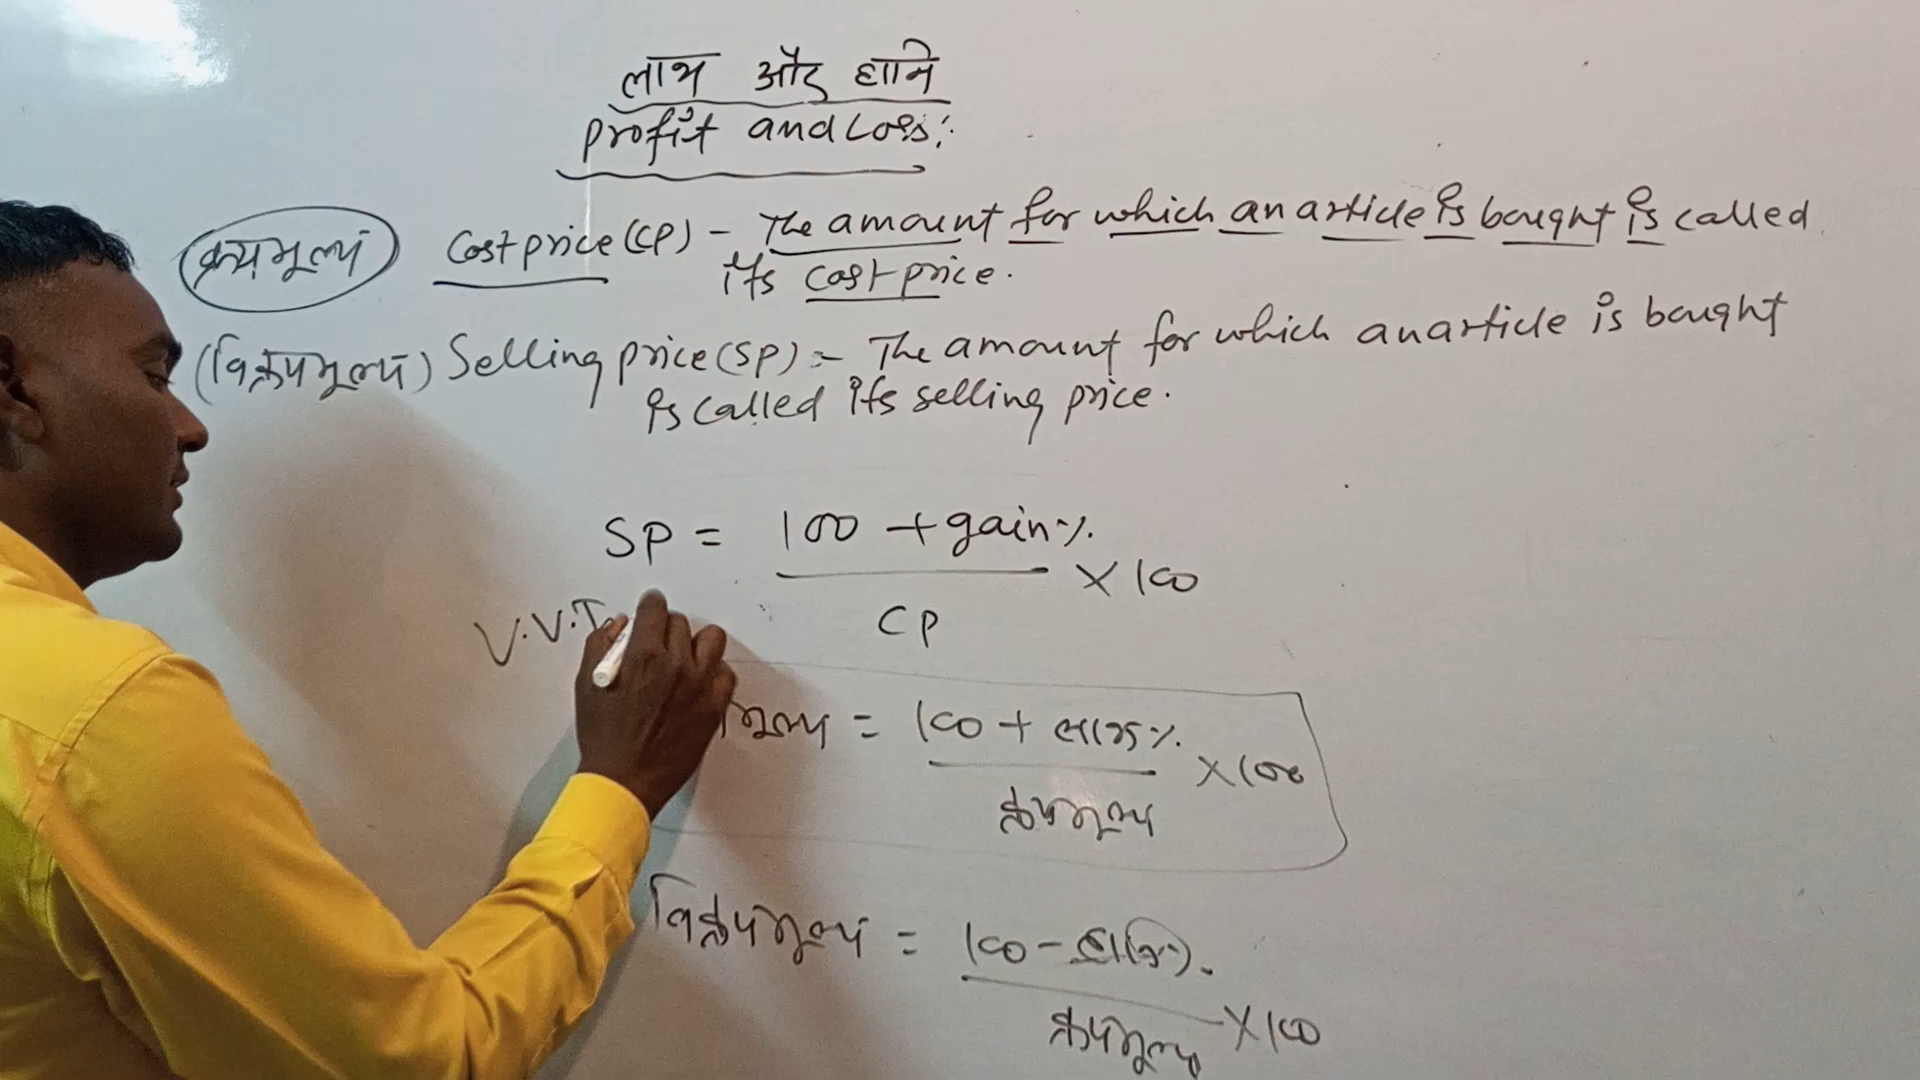 लाभ और हानि
Profit and Loss:
क्रयमूल्य Cost price (CP) - The amount for which an article is bought is called
its cost price.
(विक्रयमूल्य) Selling price (SP) :- The amount for which an article is bought
is called its selling price.
SP = 100 + gain% / CP × 100
V.V.I
मूल्य = 100 + लाभ% / क्रयमूल्य × 100
विक्रयमूल्य = 100 - हानि% / क्रयमूल्य × 100